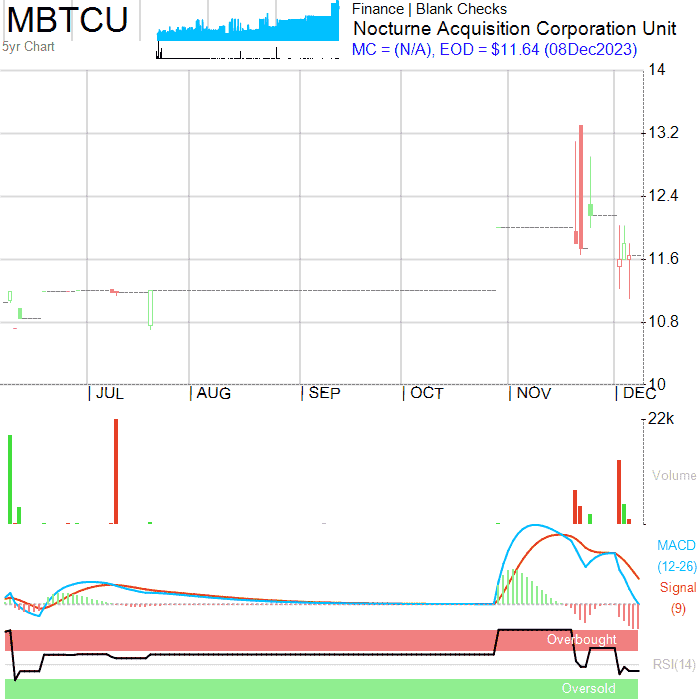 MBTCU
5yr Chart
Finance | Blank Checks
Nocturne Acquisition Corporation Unit
MC = (N/A), EOD = $11.64 (08Dec2023)
14
13.2
12.4
11.6
10.8
10
JUL AUG SEP OCT NOV DEC
22k
Volume
MACD
(12-26)
Signal
(9)
Overbought
RSI(14)
Oversold